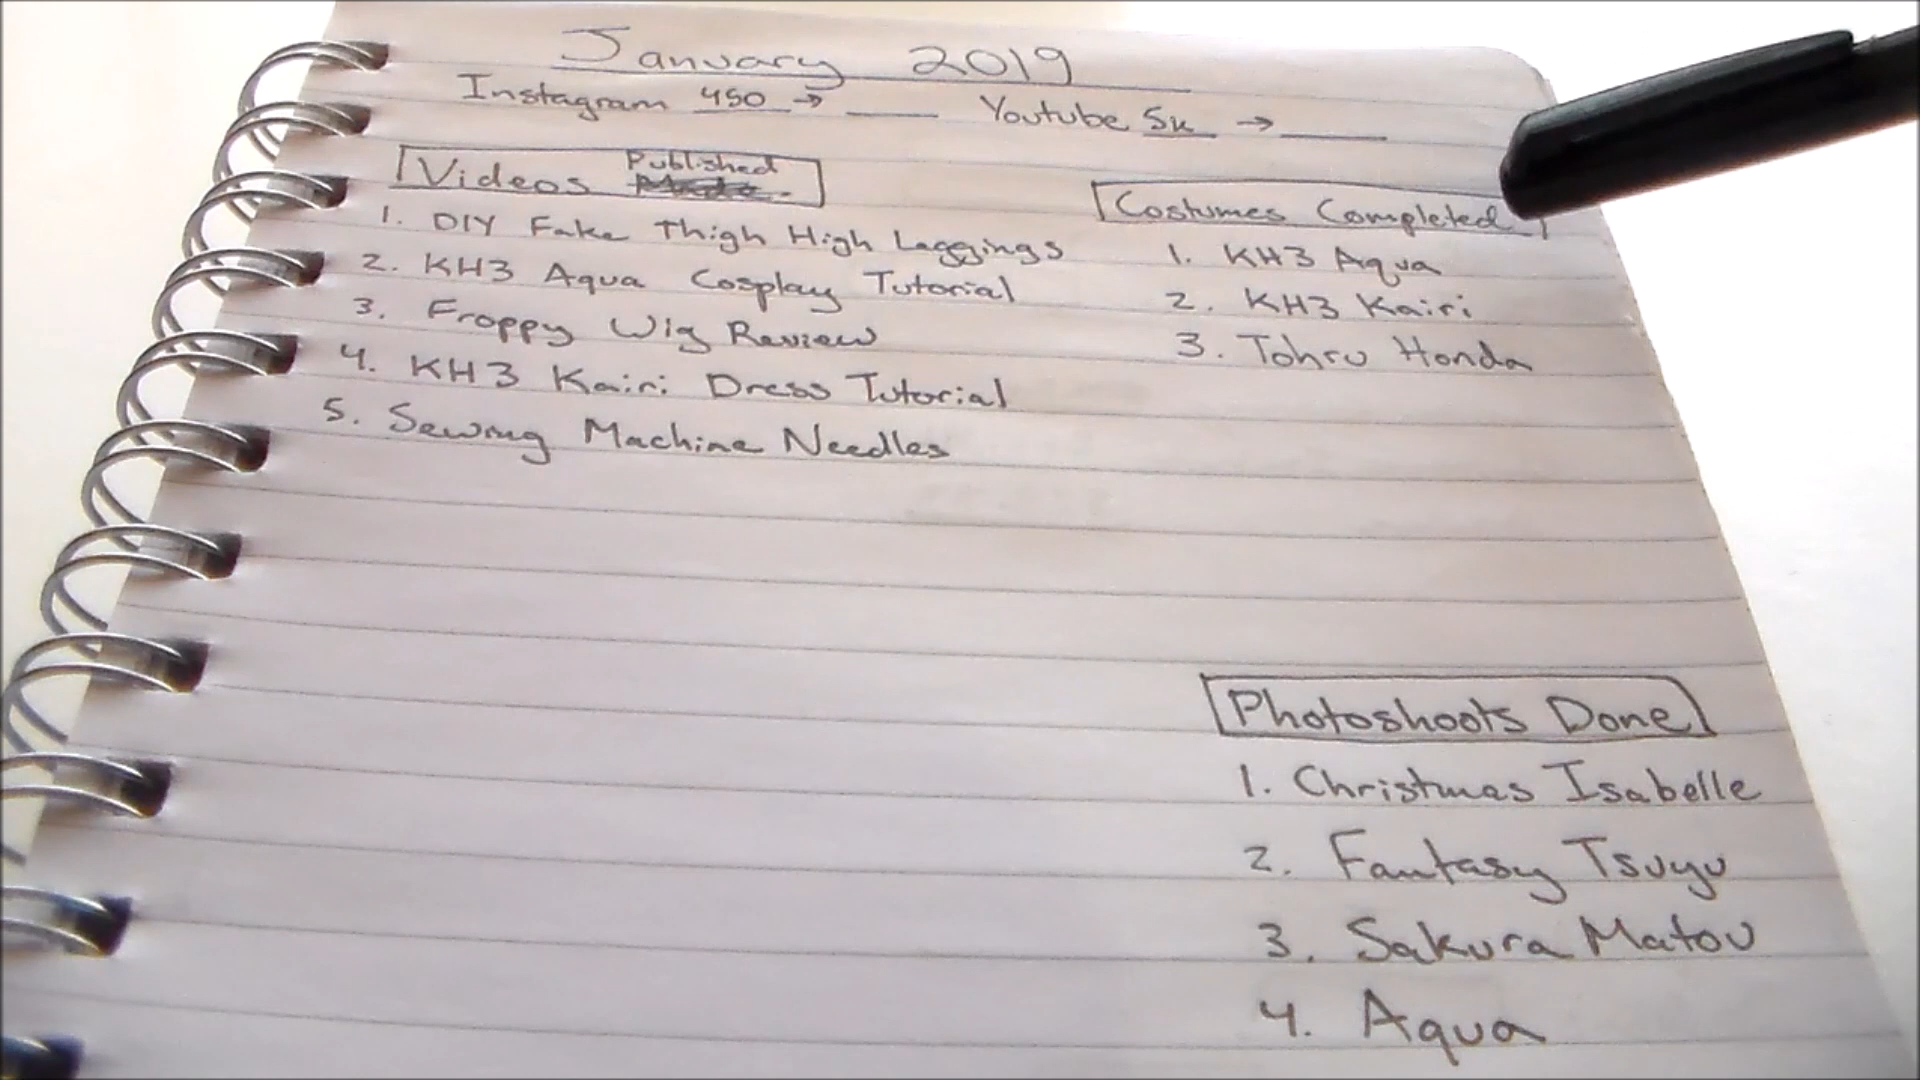 January 2019
Instagram 450 → ____ Youtube 5k → ____
Videos Published
1. DIY Fake Thigh High Leggings
2. KH3 Aqua Cosplay Tutorial
3. Froppy Wig Review
4. KH3 Kairi Dress Tutorial
5. Sewing Machine Needles
Costumes Completed
1. KH3 Aqua
2. KH3 Kairi
3. Tohru Honda
Photoshoots Done
1. Christmas Isabelle
2. Fantasy Tsuyu
3. Sakura Matou
4. Aqua